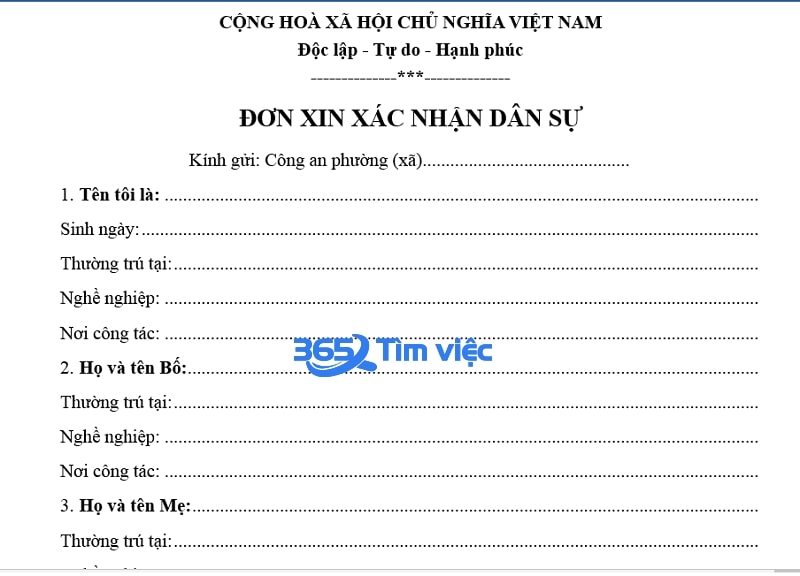 CỘNG HOÀ XÃ HỘI CHỦ NGHĨA VIỆT NAM
Độc lập - Tự do - Hạnh phúc
--------------***--------------
ĐƠN XIN XÁC NHẬN DÂN SỰ
Kính gửi: Công an phường (xã).............................................
1. Tên tôi là: .................................................................................................................................
Sinh ngày:......................................................................................................................................
Thường trú tại:...............................................................................................................................
Nghề nghiệp: .................................................................................................................................
Nơi công tác: .................................................................................................................................
365 Tìm việc
2. Họ và tên Bố:............................................................................................................................
Thường trú tại:...............................................................................................................................
Nghề nghiệp: .................................................................................................................................
Nơi công tác: .................................................................................................................................
3. Họ và tên Mẹ:...........................................................................................................................
Thường trú tại:...............................................................................................................................